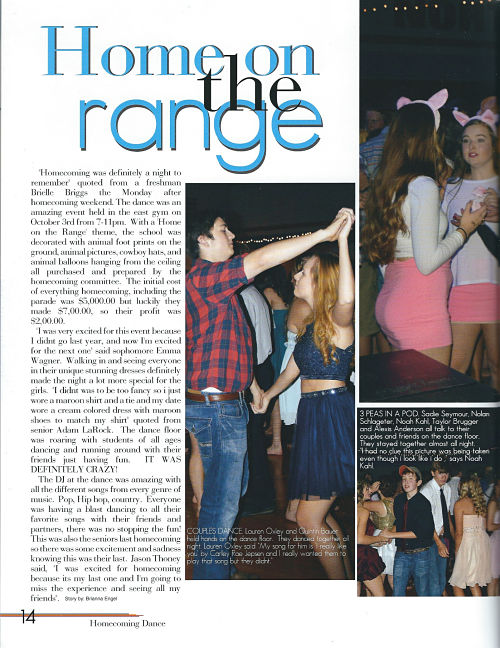 Home on
the
range
'Homecoming was definitely a night to
remember' quoted from a freshman
Brielle Briggs the Monday after
homecoming weekend. The dance was an
amazing event held in the east gym on
October 3rd from 7-11pm. With a 'Home
on the Range' theme, the school was
decorated with animal foot prints on the
ground, animal pictures, cowboy hats, and
animal balloons hanging from the ceiling
all purchased and prepared by the
homecoming committee. The initial cost
of everything homecoming, including the
parade was $5,000.00 but luckily they
made $7,00.00, so their profit was
$2,00.00.
'I was very excited for this event because
I didnt go last year, and now I'm excited
for the next one' said sophomore Emma
Wagner. Walking in and seeing everyone
in their unique stunning dresses definitely
made the night a lot more special for the
girls. 'I didnt was to be too fancy so i just
wore a maroon shirt and a tie and my date
wore a cream colored dress with maroon
shoes to match my shirt' quoted from
senior Adam LaRock. The dance floor
was roaring with students of all ages
dancing and running around with their
friends just having fun. IT WAS
DEFINITELY CRAZY!
The DJ at the dance was amazing with
all the different songs from every genre of
music. Pop, Hip hop, country. Everyone
was having a blast dancing to all their
favorite songs with their friends and
partners, there was no stopping the fun!
This was also the seniors last homecoming
so there was some excitement and sadness
knowing this was their last. Jason Thoney
said, 'I was excited for homecoming
because its my last one and I'm going to
miss the experience and seeing all my
friends'. Story by: Brianna Engel
COUPLES DANCE. Lauren Oxley and Quintin Bauer
held hands on the dance floor. They danced together all
night. Lauren Oxley said "My song for him is I really like
you by Carley Rae Jepsen and I really wanted them to
play that song but they didnt."
3 PEAS IN A POD. Sadie Seymour, Nolan
Schlageter, Noah Kahl, Taylor Brugger
and Alexis Anderson all talk to their
couples and friends on the dance floor.
They stayed together almost all night.
"I had no clue this picture was being taken
even though i look like i do ," says Noah
Kahl.
14
Homecoming Dance